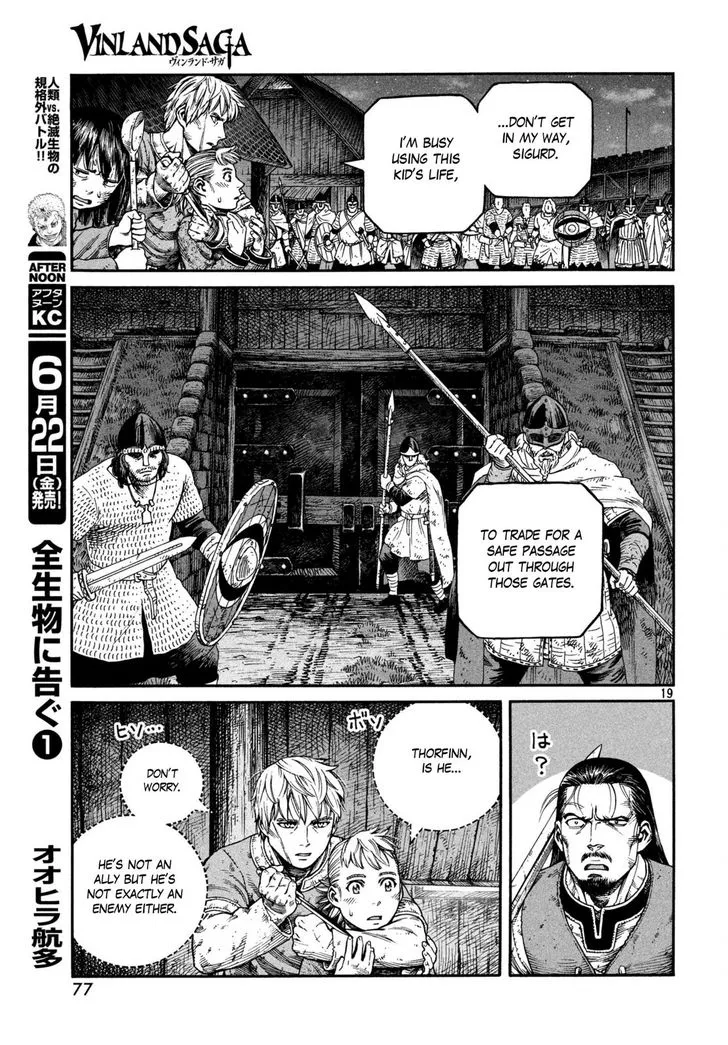 VINLAND SAGA
ヴィンランド・サガ
...DON'T GET
IN MY WAY,
SIGURD.
I'M BUSY
USING THIS
KID'S LIFE,
TO TRADE FOR A
SAFE PASSAGE
OUT THROUGH
THOSE GATES.
19
は?
THORFINN,
IS HE...
ボソ
ヒソ...
DON'T
WORRY.
HE'S NOT AN
ALLY BUT HE'S
NOT EXACTLY AN
ENEMY EITHER.
人類vs.絶滅生物の
規格外バトル!!
AFTER
NOON
アフタ
ヌーン
KC
6月22日(金)発売!
全生物に告ぐ❶
オオヒラ航多
77